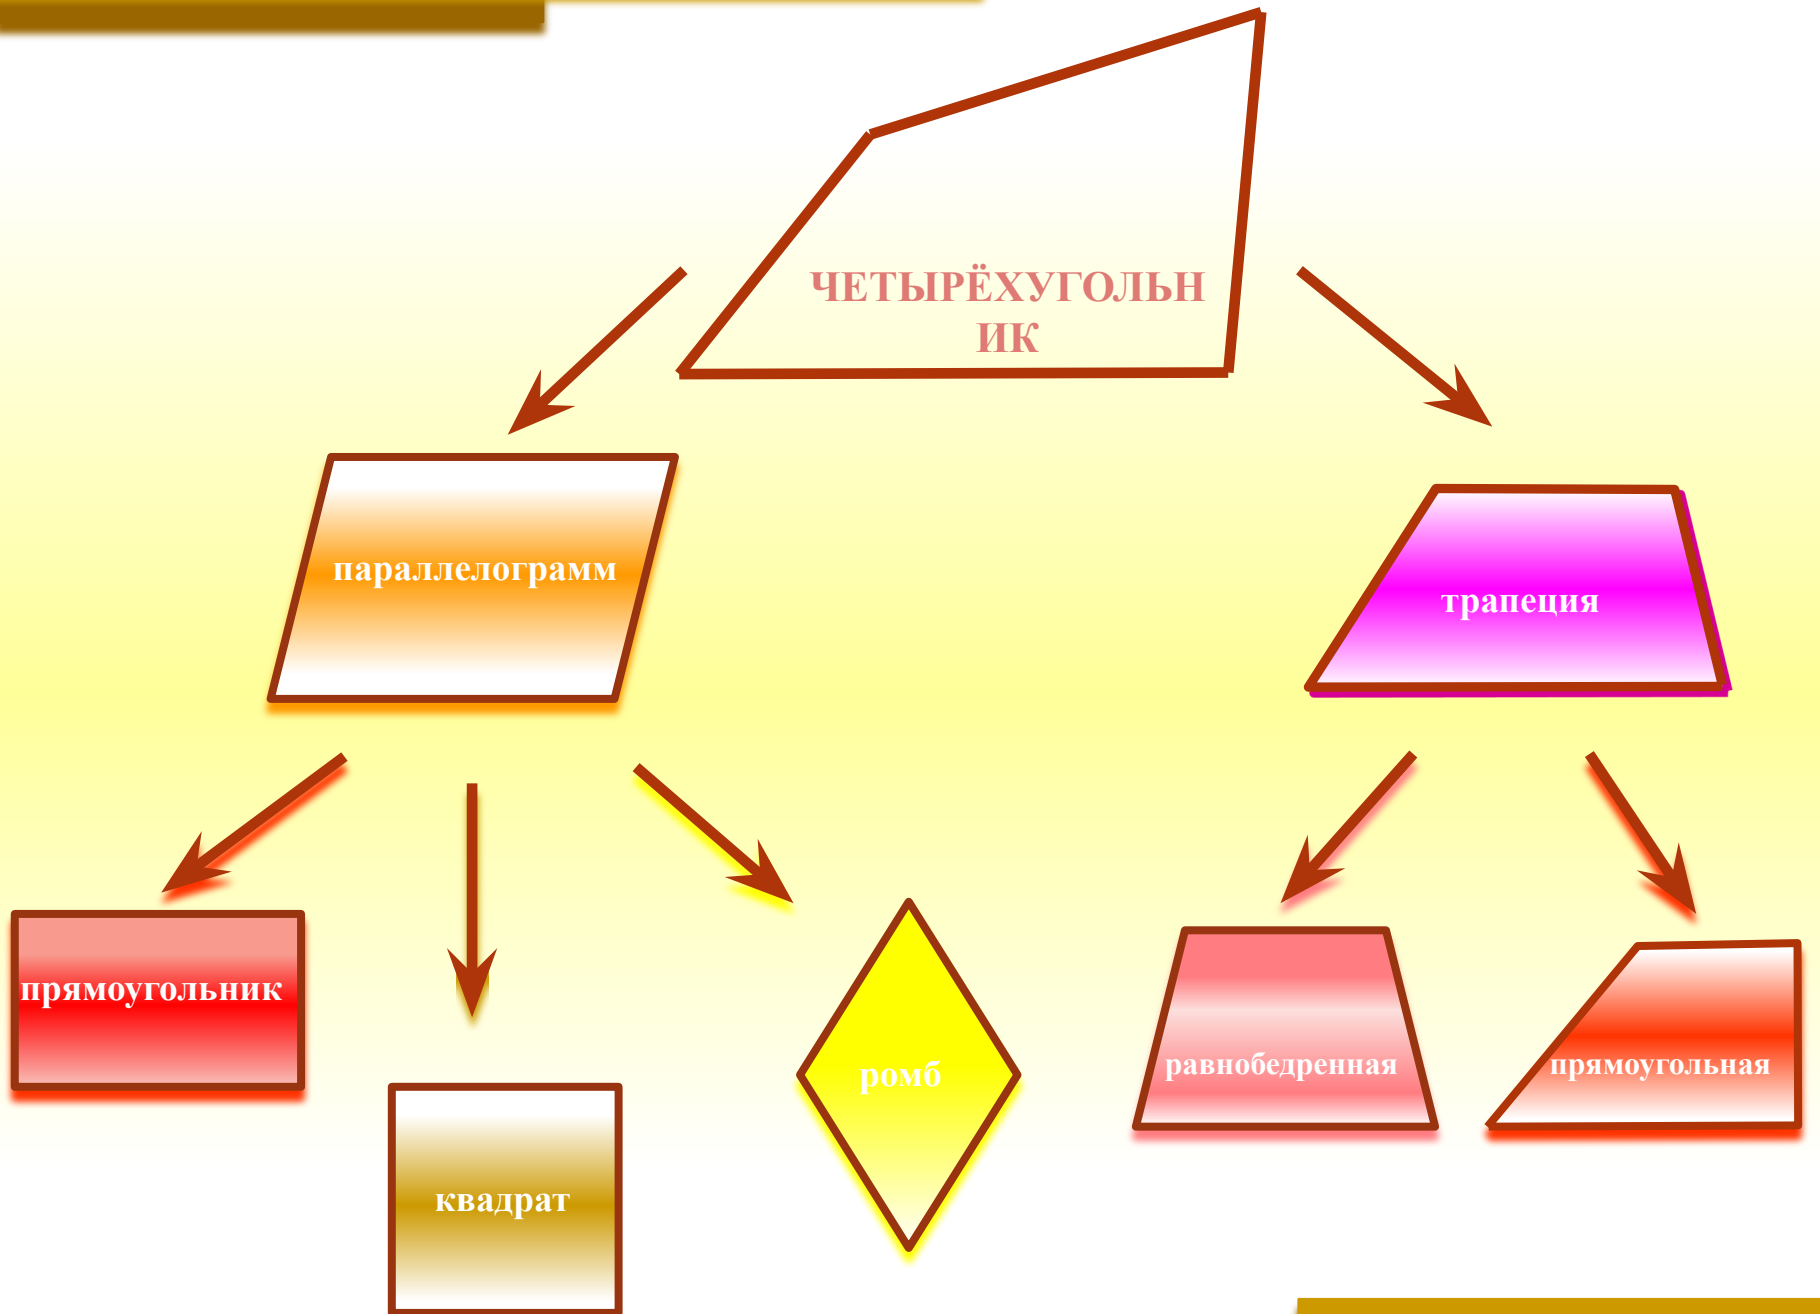 ЧЕТЫРЁХУГОЛЬН
ИК
параллелограмм
трапеция
прямоугольник
квадрат
ромб
равнобедренная
прямоугольная